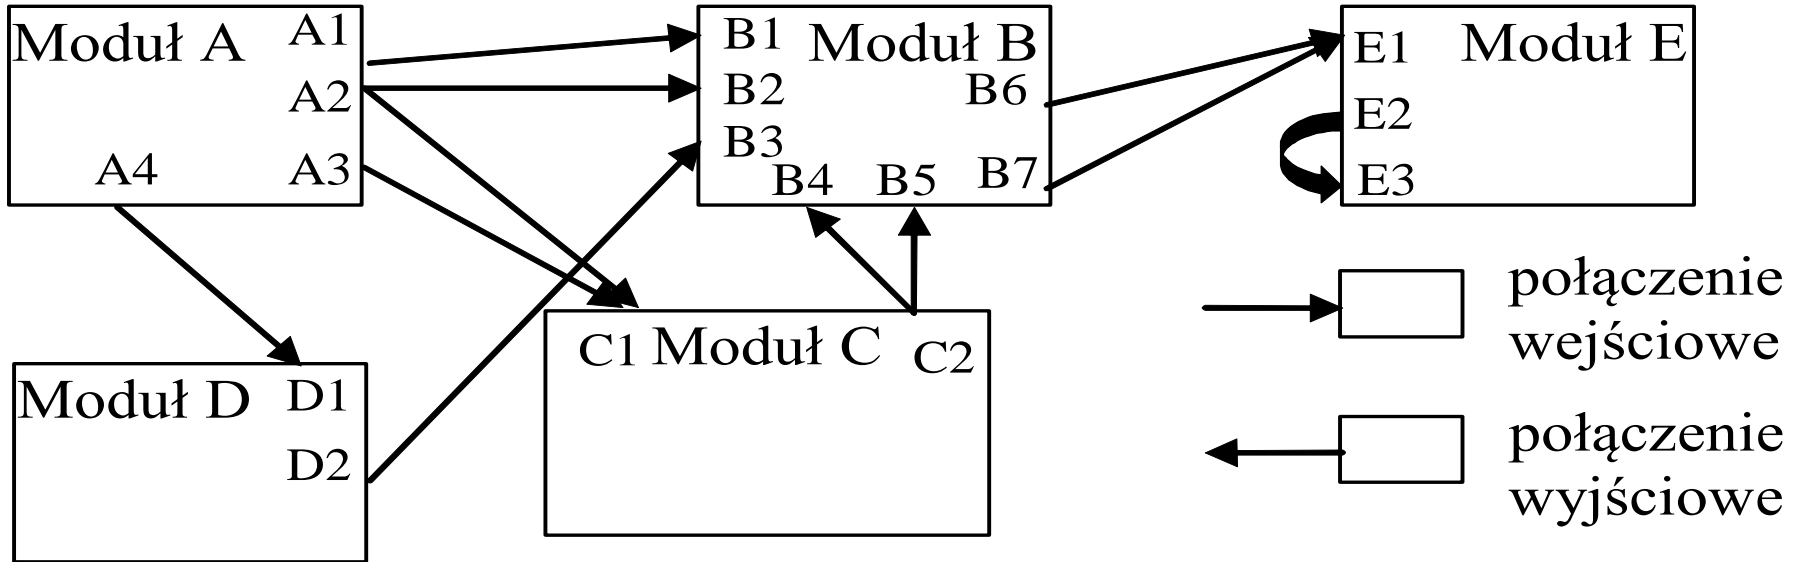 Moduł A
A1
A2
A3
A4
B1
Moduł B
B2
B6
B3
B4
B5
B7
E1
Moduł E
E2
E3
Moduł D
D1
D2
C1
Moduł C
C2
połączenie
wejściowe
połączenie
wyjściowe